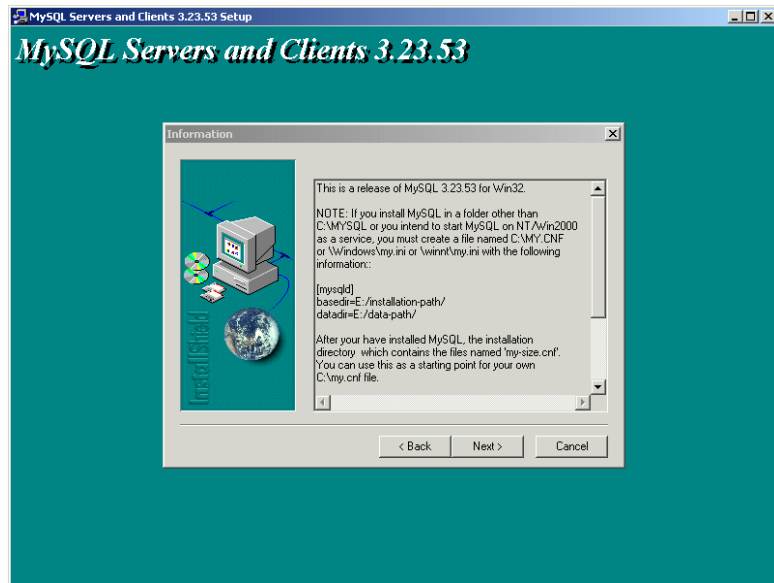 MySQL Servers and Clients 3.23.53 Setup
MySQL Servers and Clients 3.23.53
Information
This is a release of MySQL 3.23.53 for Win32.
NOTE: If you install MySQL in a folder other than
C:\MYSQL or you intend to start MySQL on NT/Win2000
as a service, you must create a file named C:\MY.CNF
or \Windows\my.ini or \winnt\my.ini with the following
information::
[mysqld]
basedir=E:/installation-path/
datadir=E:/data-path/
After your have installed MySQL, the installation
directory which contains the files named 'my-size.cnf'.
You can use this as a starting point for your own
C:\my.cnf file.
InstallShield
< Back
Next >
Cancel